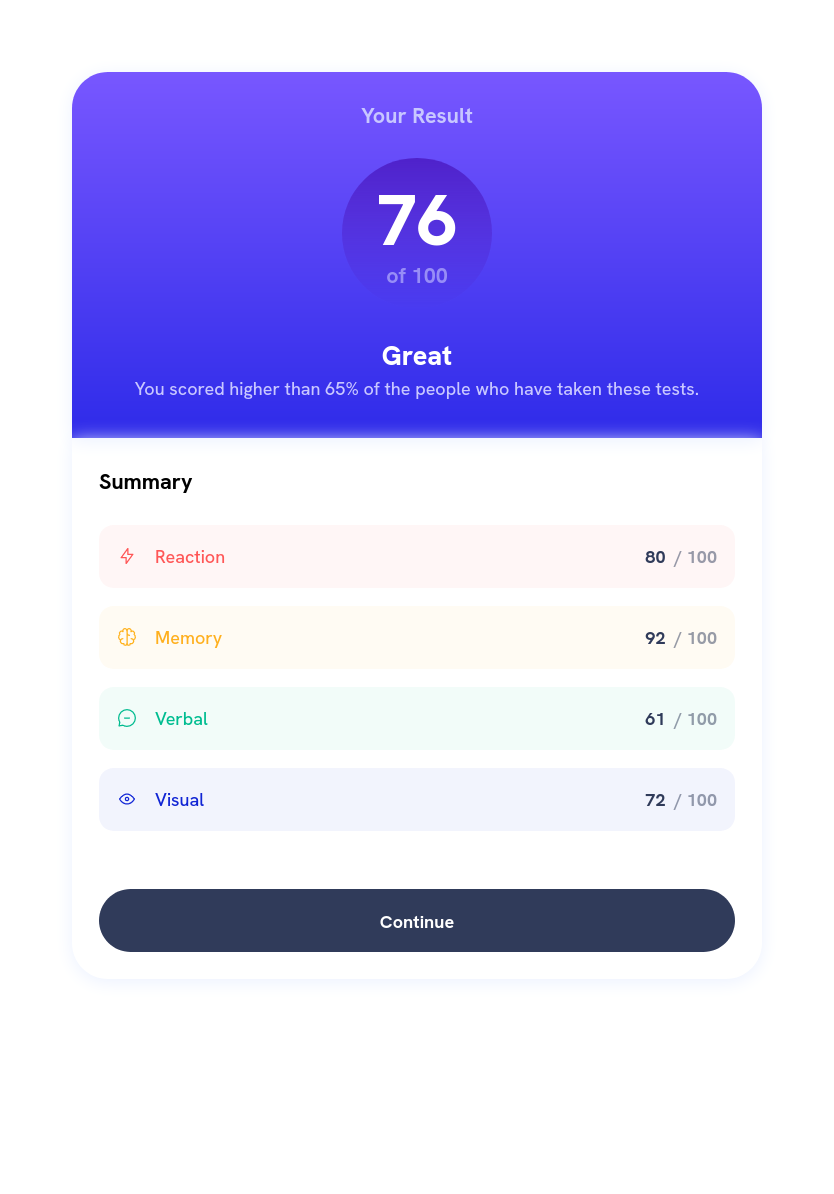 Your Result
76
of 100
Great
You scored higher than 65% of the people who have taken these tests.
Summary
Reaction 80 / 100
Memory 92 / 100
Verbal 61 / 100
Visual 72 / 100
Continue